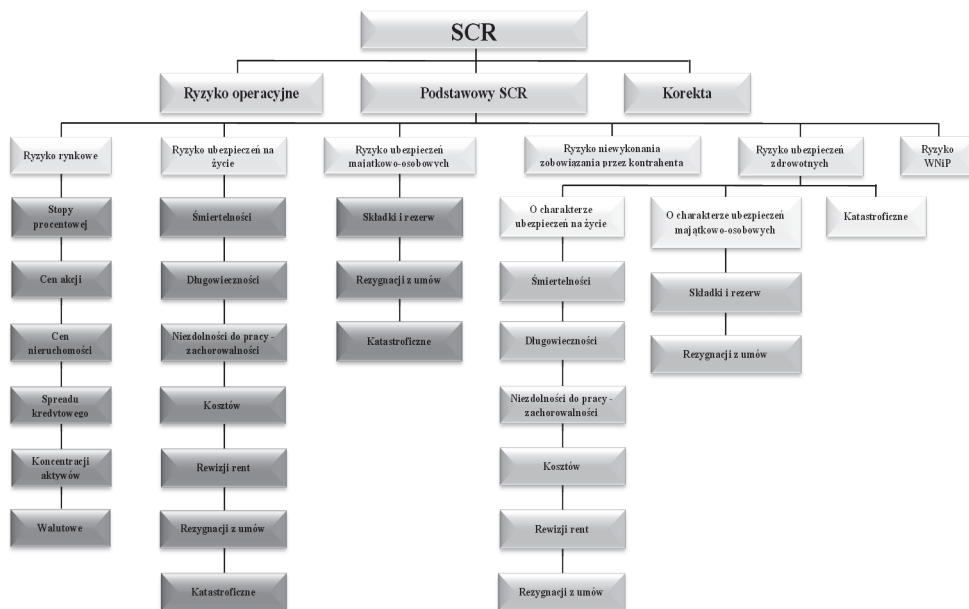 SCR
Ryzyko operacyjne
Podstawowy SCR
Korekta
Ryzyko rynkowe
Ryzyko ubezpieczeń na
życie
Ryzyko ubezpieczeń
majatkowo-osobowych
Ryzyko niewykonania
zobowiazania przez kontrahenta
Ryzyko ubezpieczeń
zdrowotnych
Ryzyko
WNiP
Stopy
procentowej
Cen akcji
Cen
nieruchomości
Spreadu
kredytowego
Koncentracji
aktywów
Walutowe
Śmiertelności
Długowieczności
Niezdolności do pracy -
zachorowalności
Kosztów
Rewizji rent
Rezygnacji z umów
Katastroficzne
Składki i rezerw
Rezygnacji z umów
Katastroficzne
O charakterze
ubezpieczeń na życie
Śmiertelności
Długowieczności
Niezdolności do pracy -
zachorowalności
Kosztów
Rewizji rent
Rezygnacji z umów
O charakterze ubezpieczeń
majątkowo-osobowych
Składki i rezerw
Rezygnacji z umów
Katastroficzne